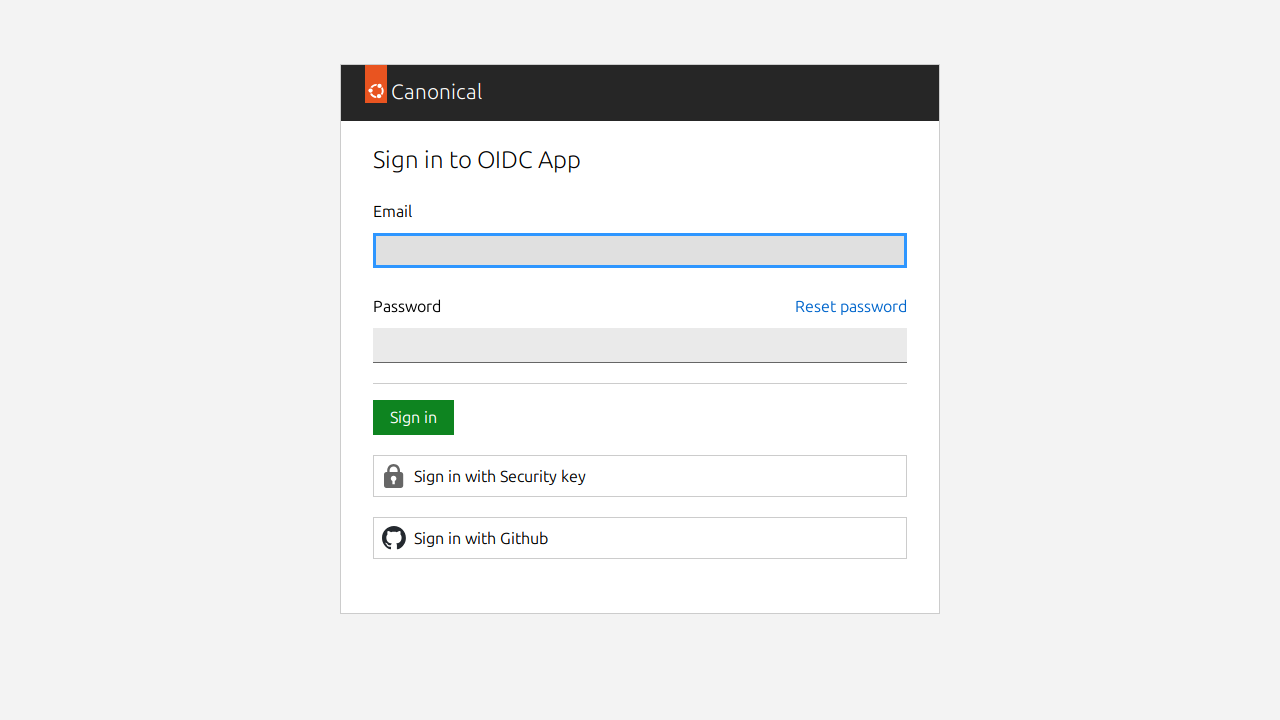 Canonical
Sign in to OIDC App
Email
Password
Reset password
Sign in
Sign in with Security key
Sign in with Github